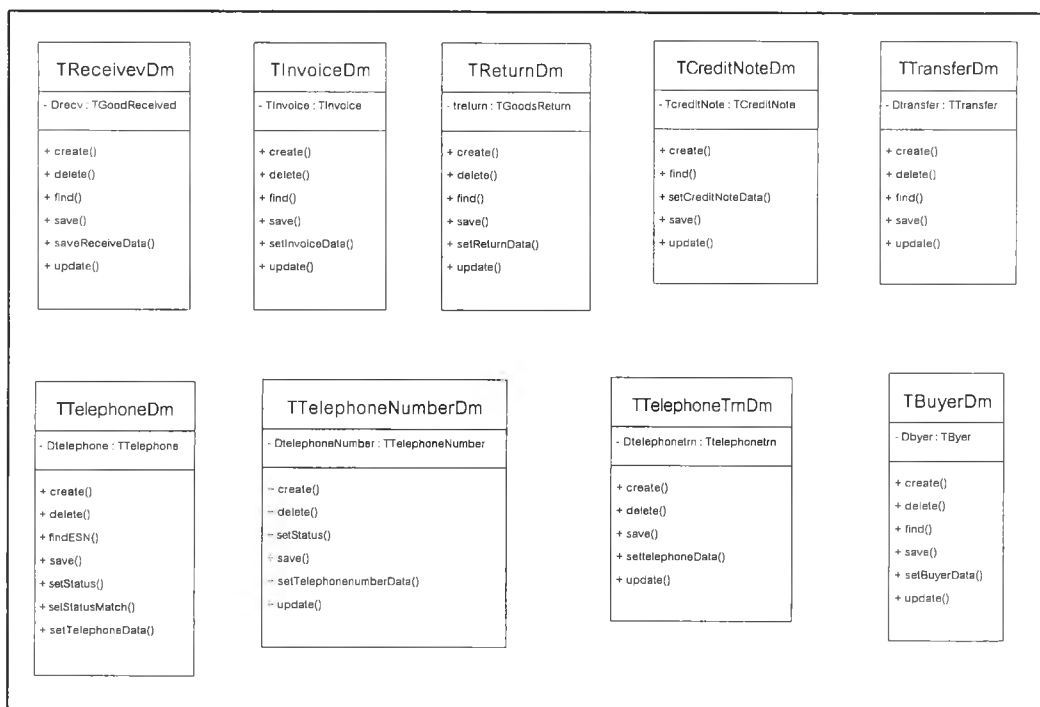 TReceivevDm
- Drecv : TGoodReceived
+ create()
+ delete()
+ find()
+ save()
+ saveReceiveData()
+ update()
TInvoiceDm
- TInvoice : TInvoice
+ create()
+ delete()
+ find()
+ save()
+ setInvoiceData()
+ update()
TReturnDm
- treturn : TGoodsReturn
+ create()
+ delete()
+ find()
+ save()
+ setReturnData()
+ update()
TCreditNoteDm
- TcreditNote : TCreditNote
+ create()
+ find()
+ setCreditNoteData()
+ save()
+ update()
TTransferDm
- Dtransfer : TTransfer
+ create()
+ delete()
+ find()
+ save()
+ update()
TTelephoneDm
- Dtelephone : TTelephone
+ create()
+ delete()
+ findESN()
+ save()
+ setStatus()
+ setStatusMatch()
+ setTelephoneData()
TTelephoneNumberDm
- DtelephoneNumber : TTelephoneNumber
+ create()
+ delete()
+ setStatus()
+ save()
+ setTelephonenumberData()
+ update()
TTelephoneTrnDm
- Dtelephonetrn : Ttelephonetrn
+ create()
+ delete()
+ save()
+ settelephoneData()
+ update()
TBuyerDm
- Dbyer : TByer
+ create()
+ delete()
+ find()
+ save()
+ setBuyerData()
+ update()